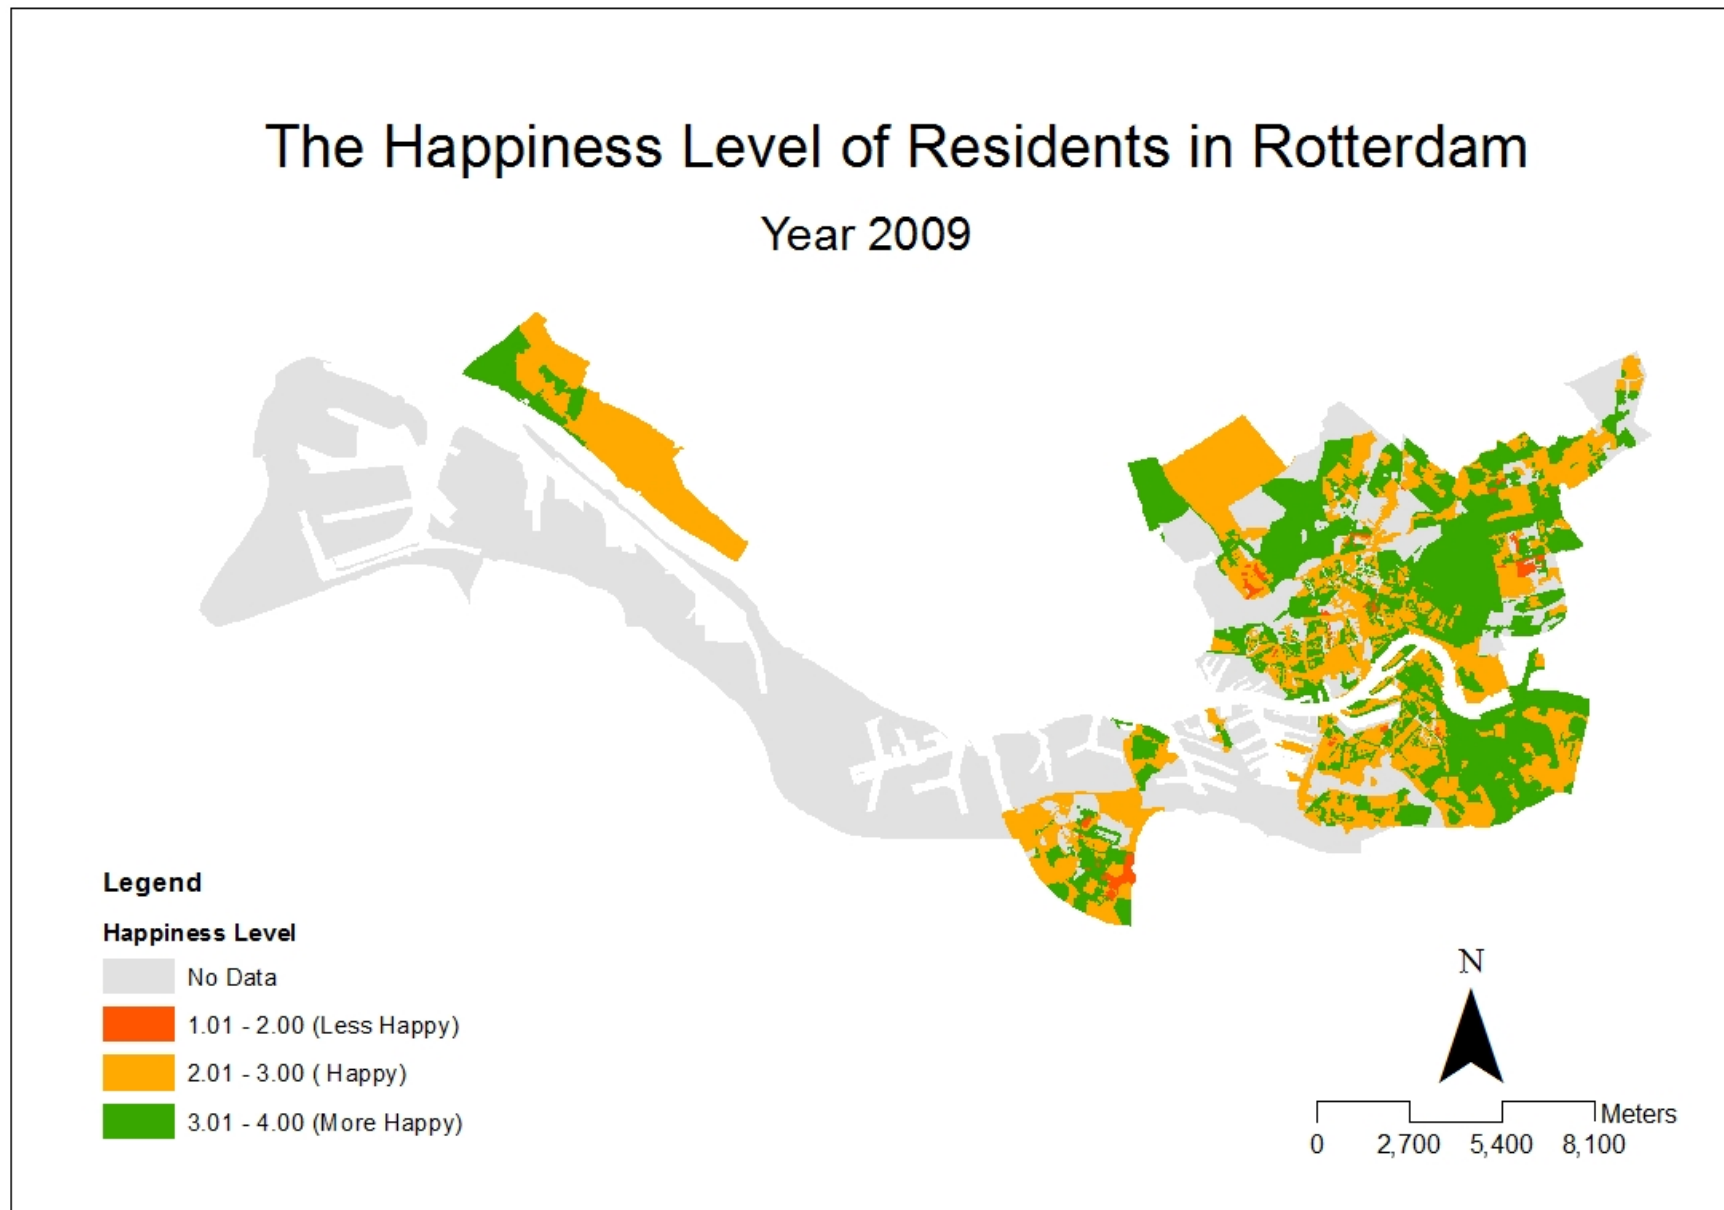 The Happiness Level of Residents in Rotterdam
Year 2009
Legend
Happiness Level
No Data
1.01 - 2.00 (Less Happy)
2.01 - 3.00 ( Happy)
3.01 - 4.00 (More Happy)
N
Meters
0 2,700 5,400 8,100